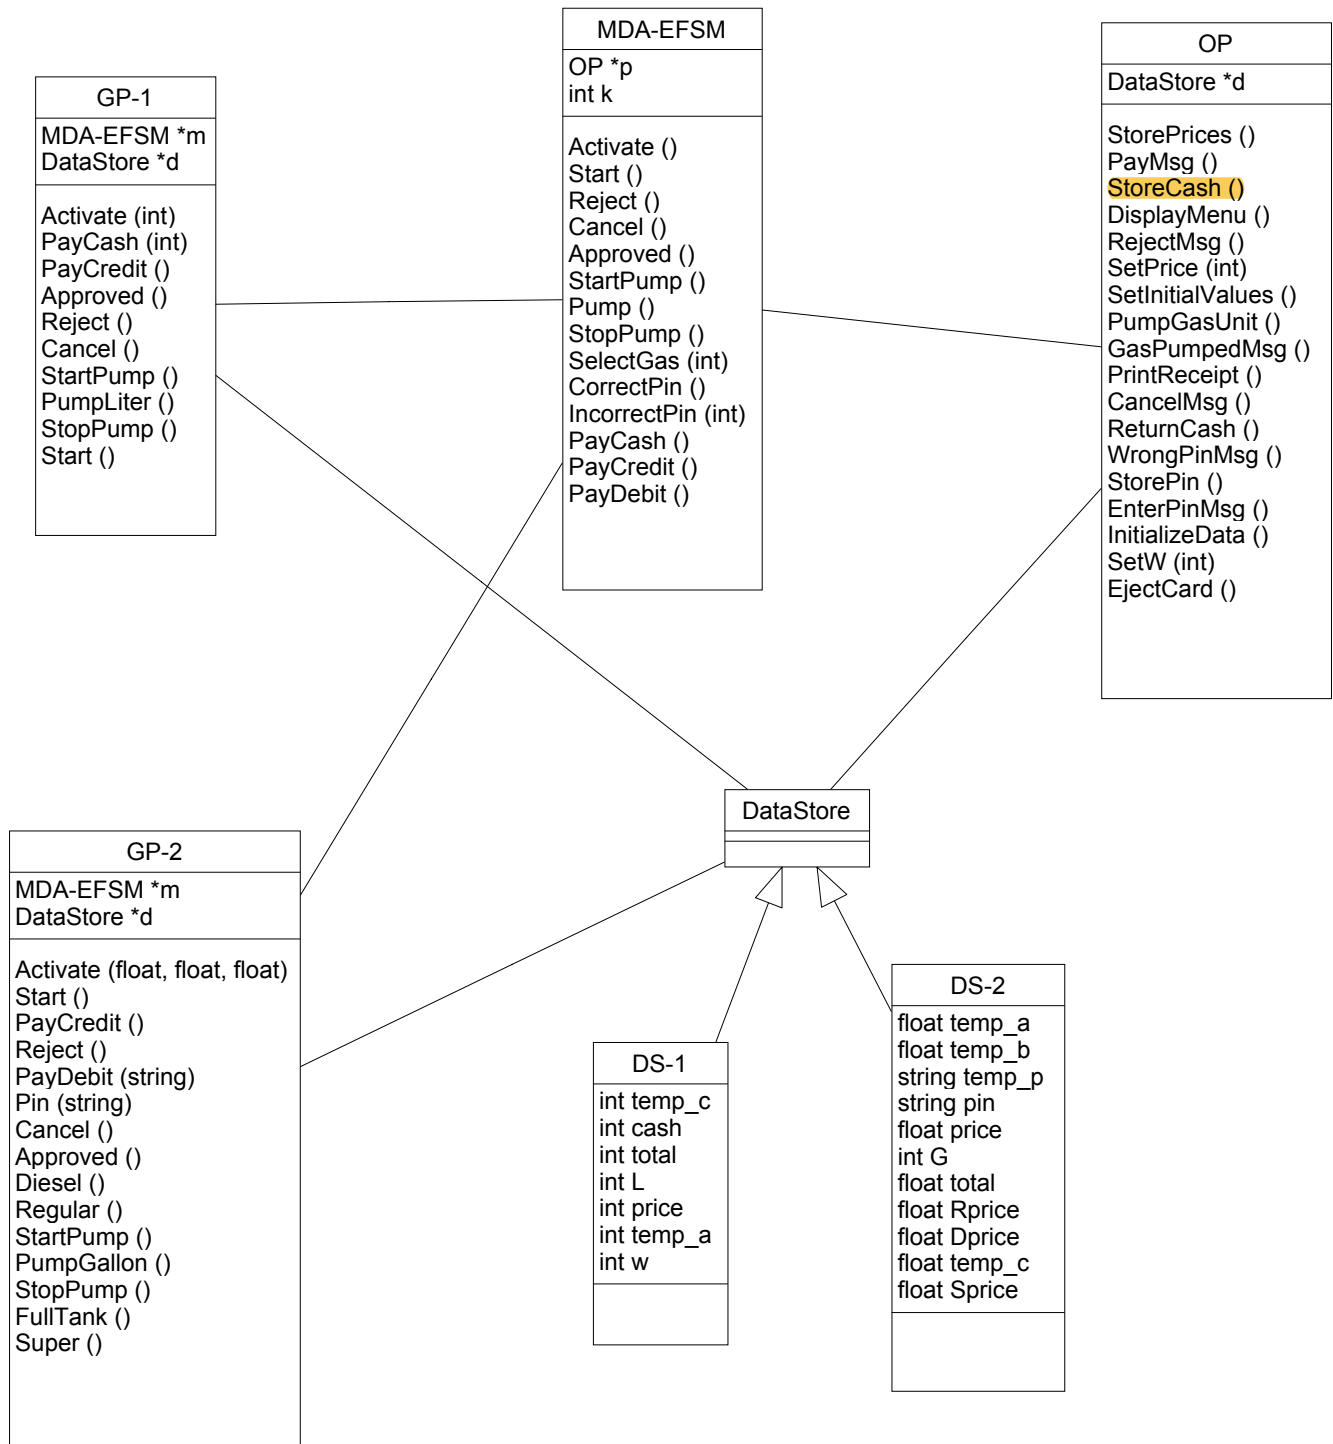 GP-1
MDA-EFSM *m
DataStore *d
Activate (int)
PayCash (int)
PayCredit ()
Approved ()
Reject ()
Cancel ()
StartPump ()
PumpLiter ()
StopPump ()
Start ()
MDA-EFSM
OP *p
int k
Activate ()
Start ()
Reject ()
Cancel ()
Approved ()
StartPump ()
Pump ()
StopPump ()
SelectGas (int)
CorrectPin ()
IncorrectPin (int)
PayCash ()
PayCredit ()
PayDebit ()
OP
DataStore *d
StorePrices ()
PayMsg ()
StoreCash ()
DisplayMenu ()
RejectMsg ()
SetPrice (int)
SetInitialValues ()
PumpGasUnit ()
GasPumpedMsg ()
PrintReceipt ()
CancelMsg ()
ReturnCash ()
WrongPinMsg ()
StorePin ()
EnterPinMsg ()
InitializeData ()
SetW (int)
EjectCard ()
DataStore
GP-2
MDA-EFSM *m
DataStore *d
Activate (float, float, float)
Start ()
PayCredit ()
Reject ()
PayDebit (string)
Pin (string)
Cancel ()
Approved ()
Diesel ()
Regular ()
StartPump ()
PumpGallon ()
StopPump ()
FullTank ()
Super ()
DS-1
int temp_c
int cash
int total
int L
int price
int temp_a
int w
DS-2
float temp_a
float temp_b
string temp_p
string pin
float price
int G
float total
float Rprice
float Dprice
float temp_c
float Sprice